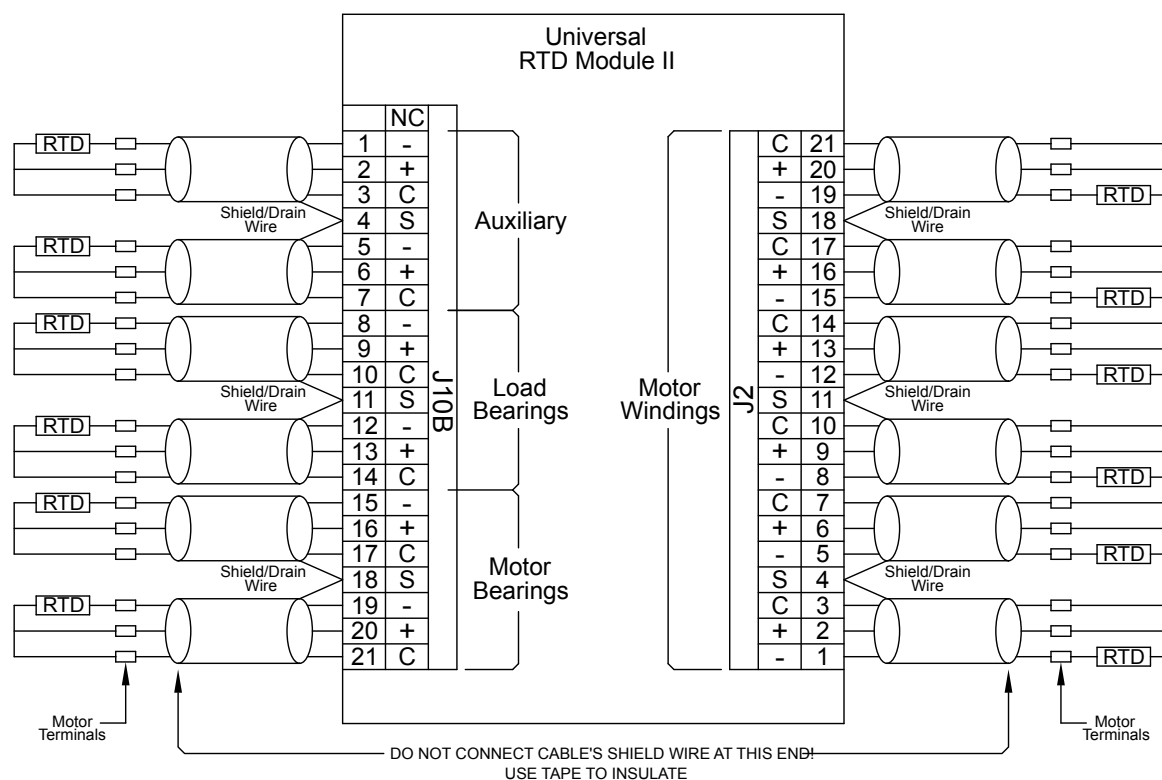 Universal
RTD Module II
NC
RTD 1 -
2 +
3 C
Shield/Drain
Wire
4 S
RTD 5 -
6 +
7 C
Auxiliary
RTD 8 -
9 +
10 C
Shield/Drain
Wire
11 S
RTD 12 -
13 +
14 C
Load
Bearings
RTD 15 -
16 +
17 C
Shield/Drain
Wire
18 S
RTD 19 -
20 +
21 C
Motor
Bearings
J10B
Motor
Windings
J2
C 21
+ 20
- 19 RTD
S 18
Shield/Drain
Wire
C 17
+ 16
- 15 RTD
C 14
+ 13
- 12 RTD
S 11
Shield/Drain
Wire
C 10
+ 9
- 8 RTD
C 7
+ 6
- 5 RTD
S 4
Shield/Drain
Wire
C 3
+ 2
- 1 RTD
Motor
Terminals
Motor
Terminals
DO NOT CONNECT CABLE'S SHIELD WIRE AT THIS END!
USE TAPE TO INSULATE